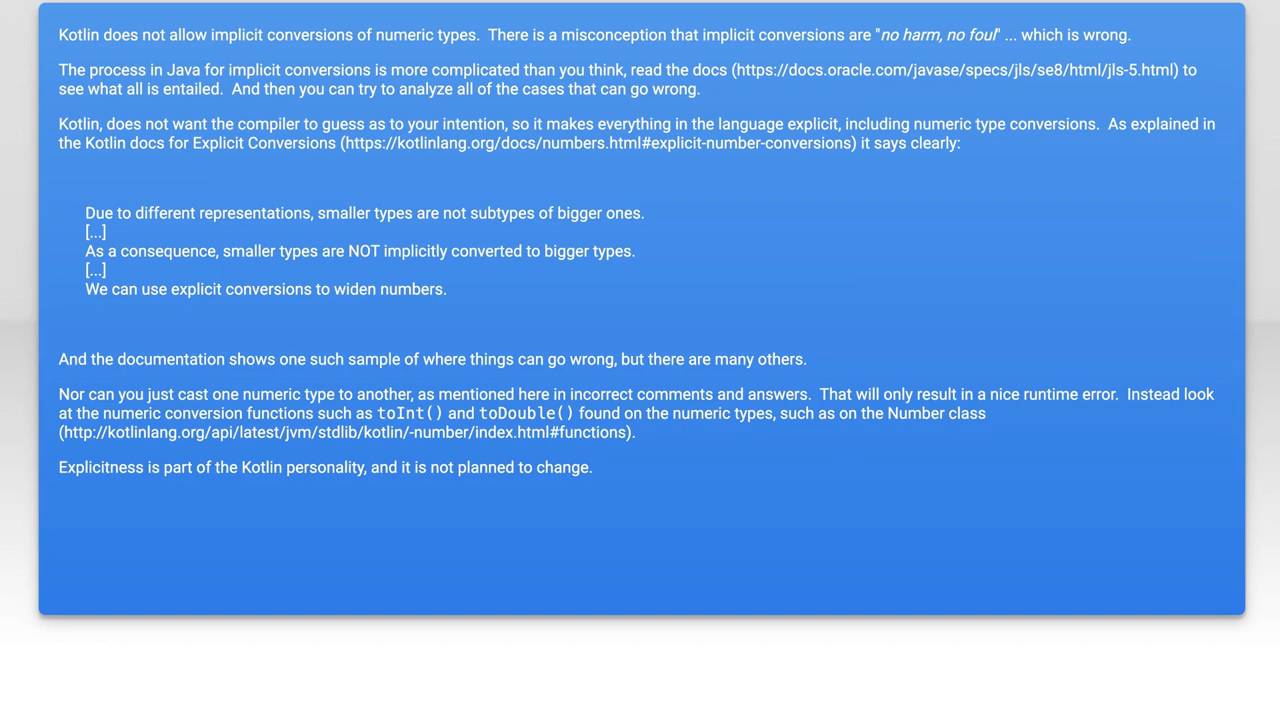 Kotlin does not allow implicit conversions of numeric types.  There is a misconception that implicit conversions are "no harm, no foul" ... which is wrong.
The process in Java for implicit conversions is more complicated than you think, read the docs (https://docs.oracle.com/javase/specs/jls/se8/html/jls-5.html) to
see what all is entailed.  And then you can try to analyze all of the cases that can go wrong.
Kotlin, does not want the compiler to guess as to your intention, so it makes everything in the language explicit, including numeric type conversions.  As explained in
the Kotlin docs for Explicit Conversions (https://kotlinlang.org/docs/numbers.html#explicit-number-conversions) it says clearly:
Due to different representations, smaller types are not subtypes of bigger ones.
[...]
As a consequence, smaller types are NOT implicitly converted to bigger types.
[...]
We can use explicit conversions to widen numbers.
And the documentation shows one such sample of where things can go wrong, but there are many others.
Nor can you just cast one numeric type to another, as mentioned here in incorrect comments and answers.  That will only result in a nice runtime error.  Instead look
at the numeric conversion functions such as toInt() and toDouble() found on the numeric types, such as on the Number class
(http://kotlinlang.org/api/latest/jvm/stdlib/kotlin/-number/index.html#functions).
Explicitness is part of the Kotlin personality, and it is not planned to change.